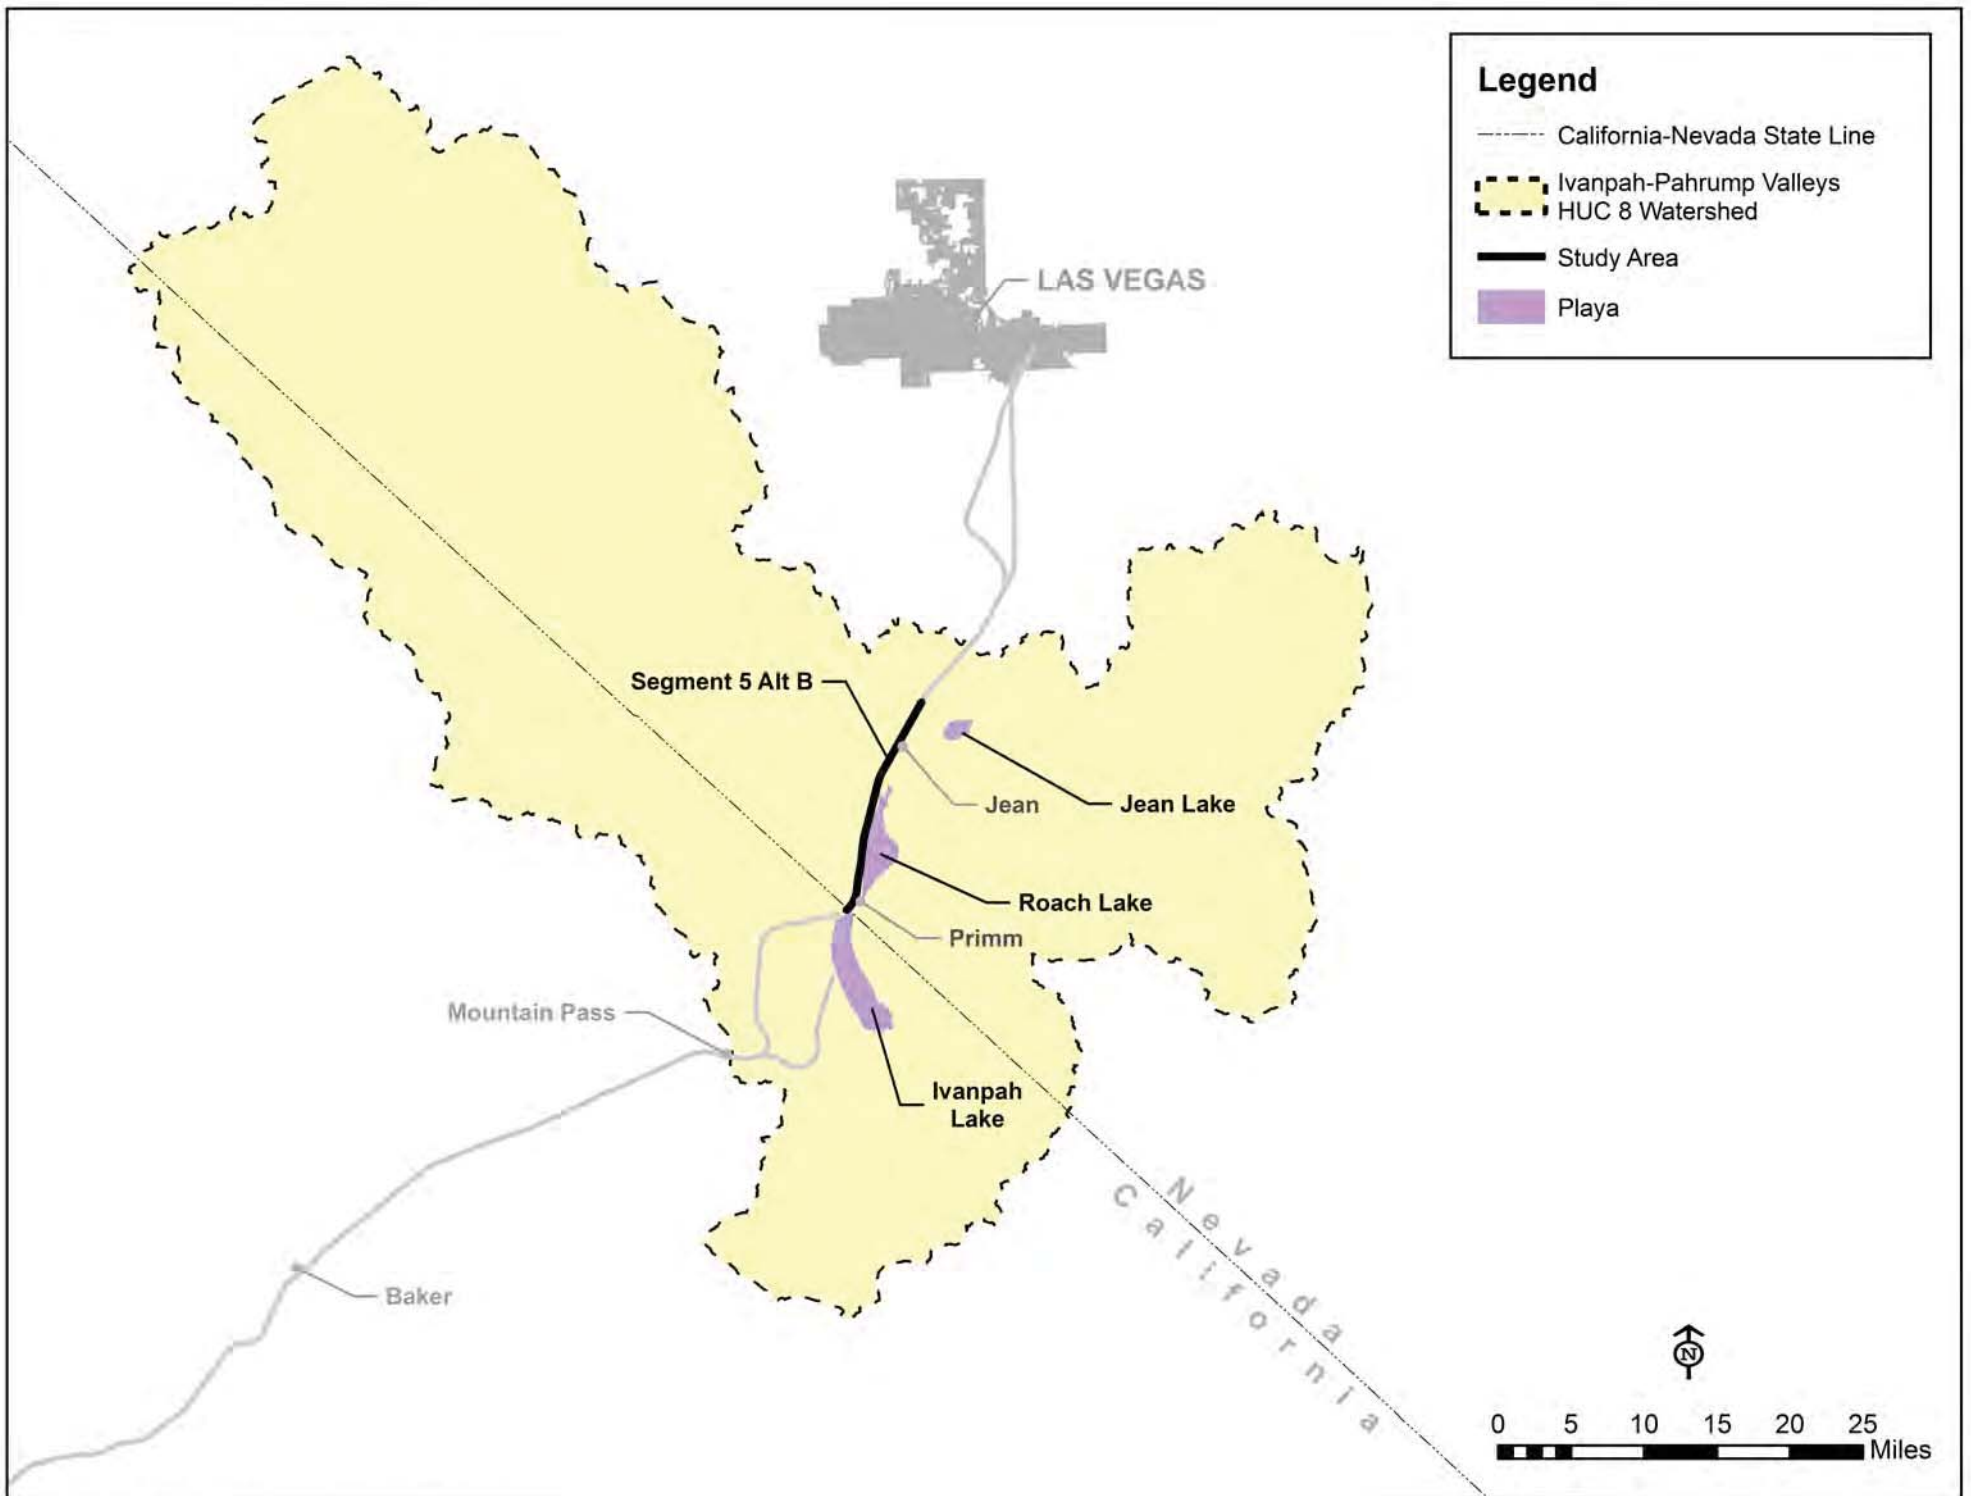 Legend
California-Nevada State Line
Ivanpah-Pahrump Valleys
HUC 8 Watershed
Study Area
Playa
LAS VEGAS
Segment 5 Alt B
Jean
Jean Lake
Roach Lake
Primm
Mountain Pass
Ivanpah
Lake
Nevada
California
Baker
N
0 5 10 15 20 25
Miles